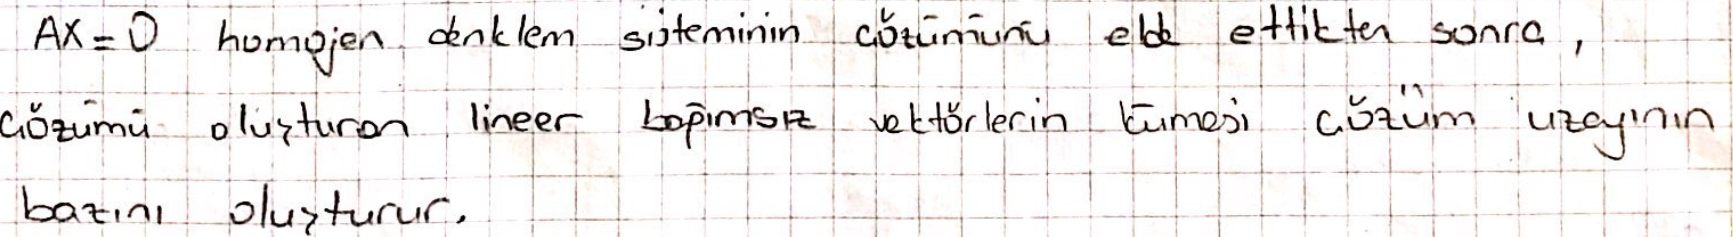 AX=0 homojen denklem sisteminin çözümünü elde ettikten sonra,
çözümü oluşturan lineer bağımsız vektörlerin kümesi çözüm uzayının
bazını oluşturur.